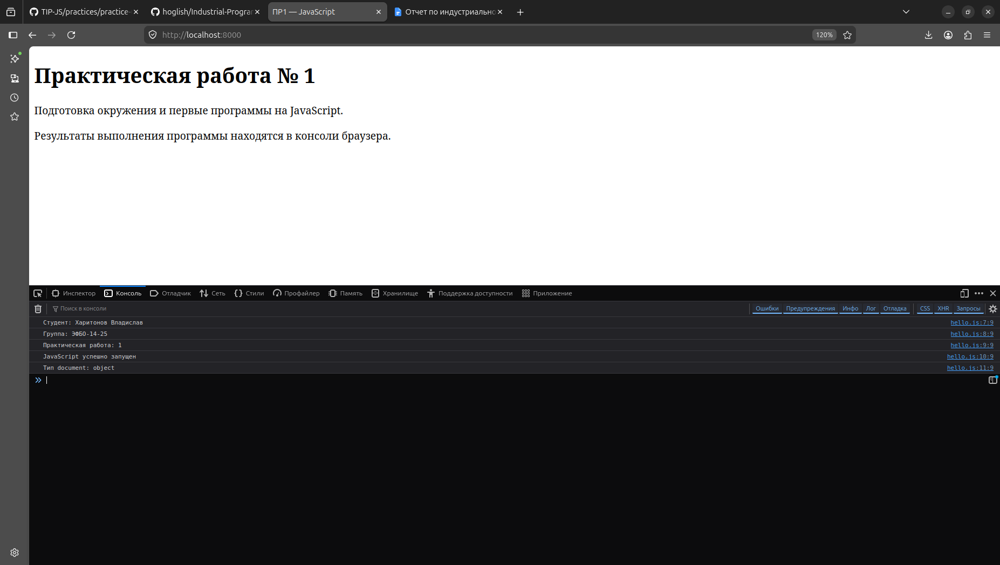 TIP-JS/practices/practice-
hoglish/Industrial-Progra
ПР1 — JavaScript
Отчет по индустриально
http://localhost:8000
120%
Практическая работа № 1
Подготовка окружения и первые программы на JavaScript.
Результаты выполнения программы находятся в консоли браузера.
Инспектор Консоль Отладчик Сеть Стили Профайлер Память Хранилище Поддержка доступности Приложение
Поиск в консоли Ошибки Предупреждения Инфо Лог Отладка CSS XHR Запросы
Студент: Харитонов Владислав hello.js:7:9
Группа: ЭФБО-14-25 hello.js:8:9
Практическая работа: 1 hello.js:9:9
JavaScript успешно запущен hello.js:10:9
Тип document: object hello.js:11:9